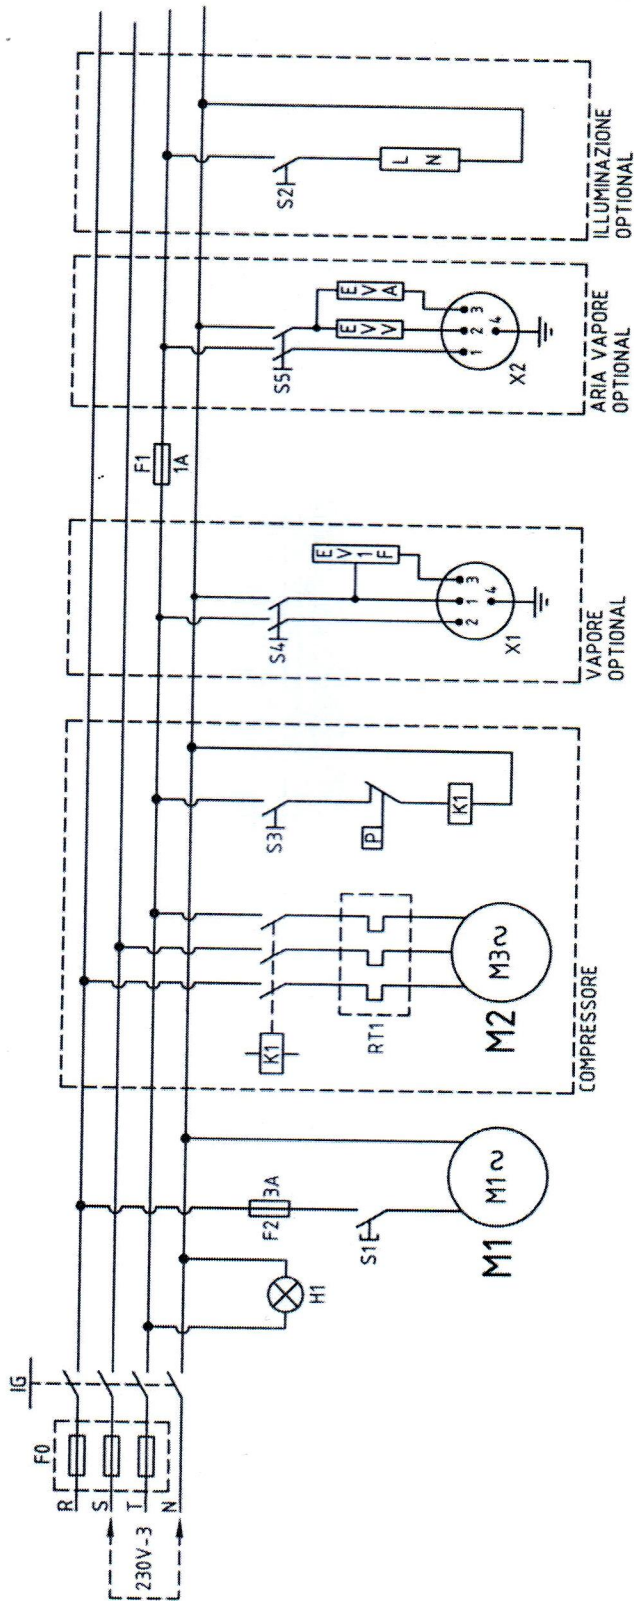 R
S
T
N
230V-3
F0
IG
H1
F2
3A
S1
M1∿
M1
K1
RT1
M3∿
M2
S3
P
K1
COMPRESSORE
S4
E
V
1
F
2
1
3
4
X1
VAPORE
OPTIONAL
F1
1A
S5
E
V
V
E
V
A
1
2
3
4
X2
ARIA VAPORE
OPTIONAL
S2
L
N
ILLUMINAZIONE
OPTIONAL